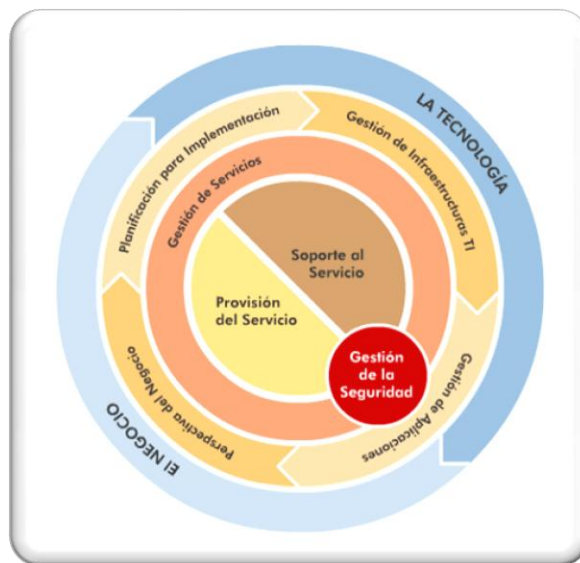 LA TECNOLOGÍA
Planificación para Implementación
Gestión de Infraestructuras TI
Gestión de Servicios
Soporte al
Servicio
Provisión
del Servicio
Gestión
de la
Seguridad
Gestión de Aplicaciones
Perspectiva del Negocio
El NEGOCIO